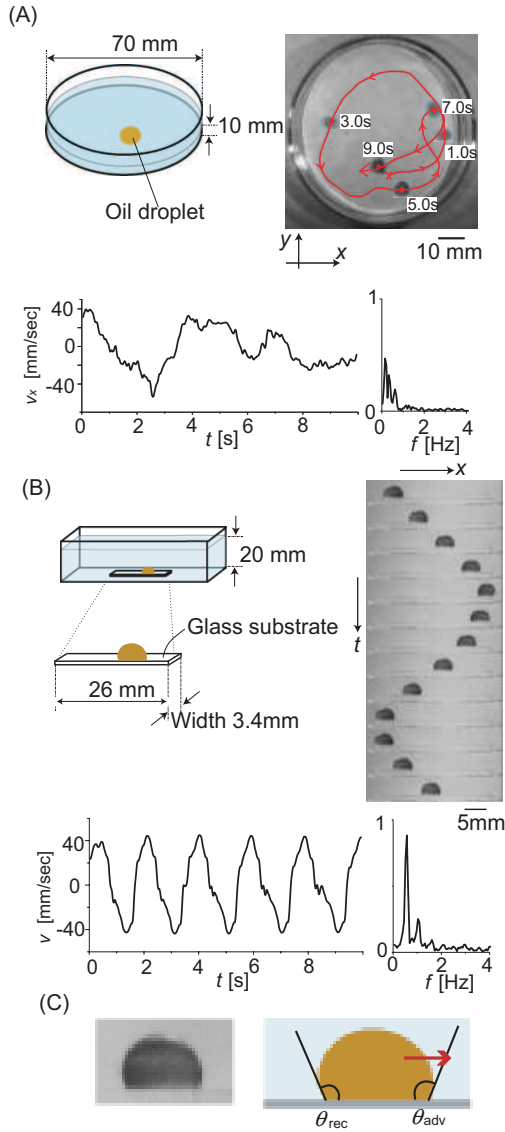 (A)
70 mm
10 mm
Oil droplet
7.0s
3.0s
1.0s
9.0s
5.0s
y
x
10 mm
vx [mm/sec]
40
0
-40
0 2 4 6 8
t [s]
1
0
0 2 4
f [Hz]
(B)
x
20 mm
Glass substrate
t
26 mm
Width 3.4mm
5mm
v [mm/sec]
40
0
-40
0 2 4 6 8
t [s]
1
0
0 2 4
f [Hz]
(C)
θrec
θadv